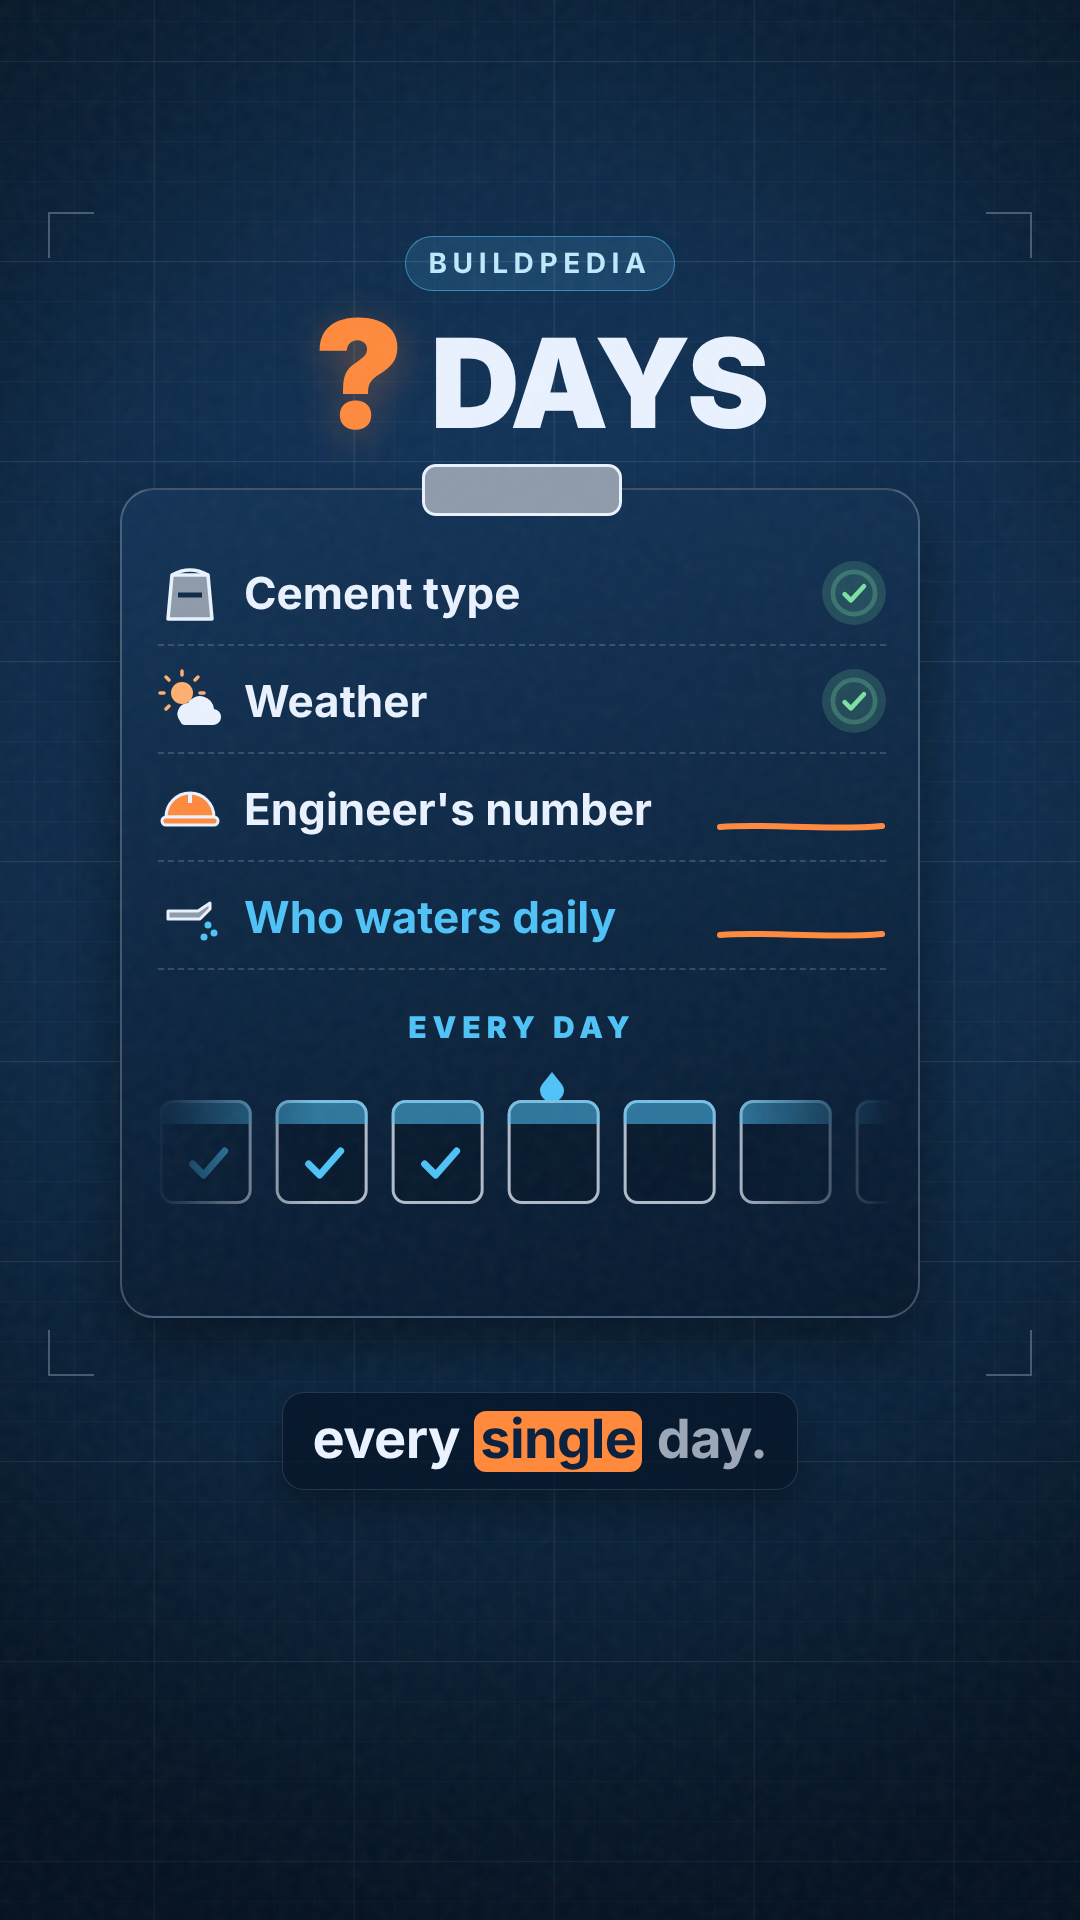 BUILDPEDIA
? DAYS
Cement type
Weather
Engineer's number
Who waters daily
EVERY DAY
every single day.